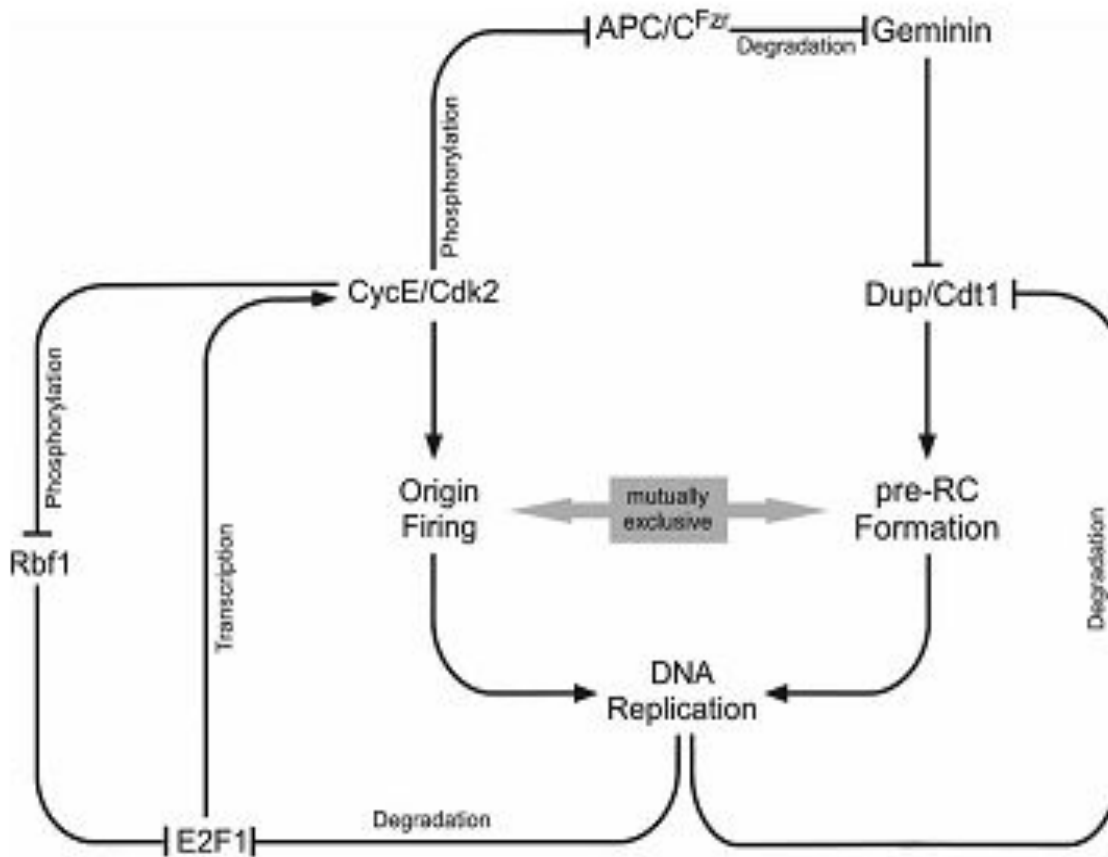 APC/C^Fzr
Geminin
Degradation
Phosphorylation
CycE/Cdk2
Dup/Cdt1
Phosphorylation
Origin
Firing
mutually
exclusive
pre-RC
Formation
Rbf1
Transcription
Degradation
DNA
Replication
Degradation
E2F1